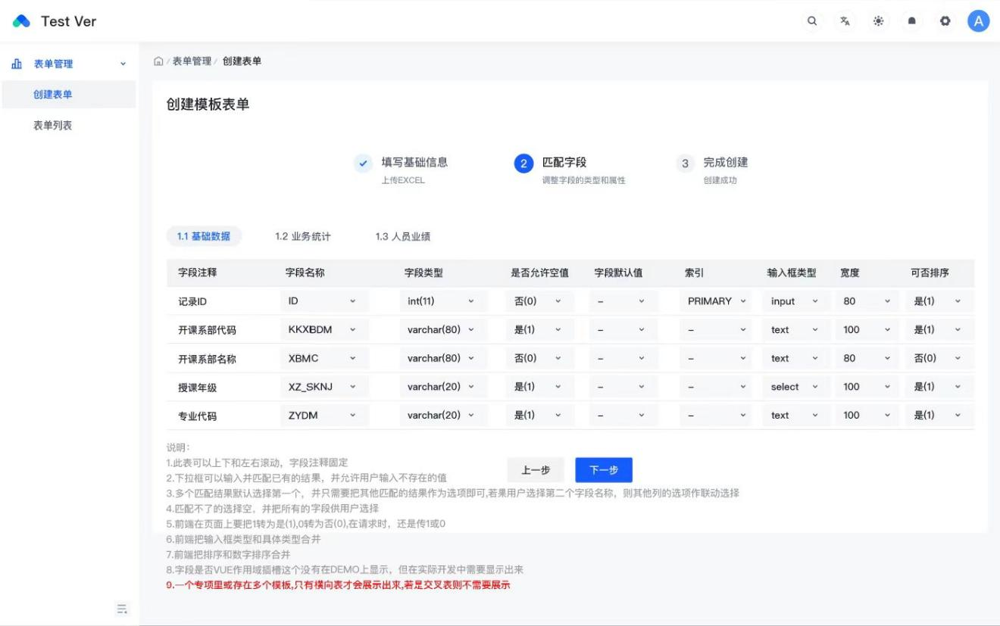 Test Ver
A
表单管理
创建表单
表单列表
/ 表单管理 / 创建表单
创建模板表单
填写基础信息
上传EXCEL
2 匹配字段
调整字段的类型和属性
3 完成创建
创建成功
1.1 基础数据 1.2 业务统计 1.3 人员业绩
字段注释 字段名称 字段类型 是否允许空值 字段默认值 索引 输入框类型 宽度 可否排序
记录ID ID int(11) 否(0) – PRIMARY input 80 是(1)
开课系部代码 KKXBDM varchar(80) 是(1) – – text 100 是(1)
开课系部名称 XBMC varchar(80) 否(0) – – text 80 否(0)
授课年级 XZ_SKNJ varchar(20) 是(1) – – select 100 是(1)
专业代码 ZYDM varchar(20) 是(1) – – text 100 是(1)
说明：
1.此表可以上下和左右滚动，字段注释固定
2.下拉框可以输入并匹配已有的结果，并允许用户输入不存在的值
上一步 下一步
3.多个匹配结果默认选择第一个，并只需要把其他匹配的结果作为选项即可,若果用户选择第二个字段名称，则其他列的选项作联动选择
4.匹配不了的选择空，并把所有的字段供用户选择
5.前端在页面上要把1转为是(1),0转为否(0),在请求时，还是传1或0
6.前端把输入框类型和具体类型合并
7.前端把排序和数字排序合并
8.字段是否VUE作用域插槽这个没有在DEMO上显示，但在实际开发中需要显示出来
9.一个专项里或存在多个模板,只有横向表才会展示出来,若是交叉表则不需要展示